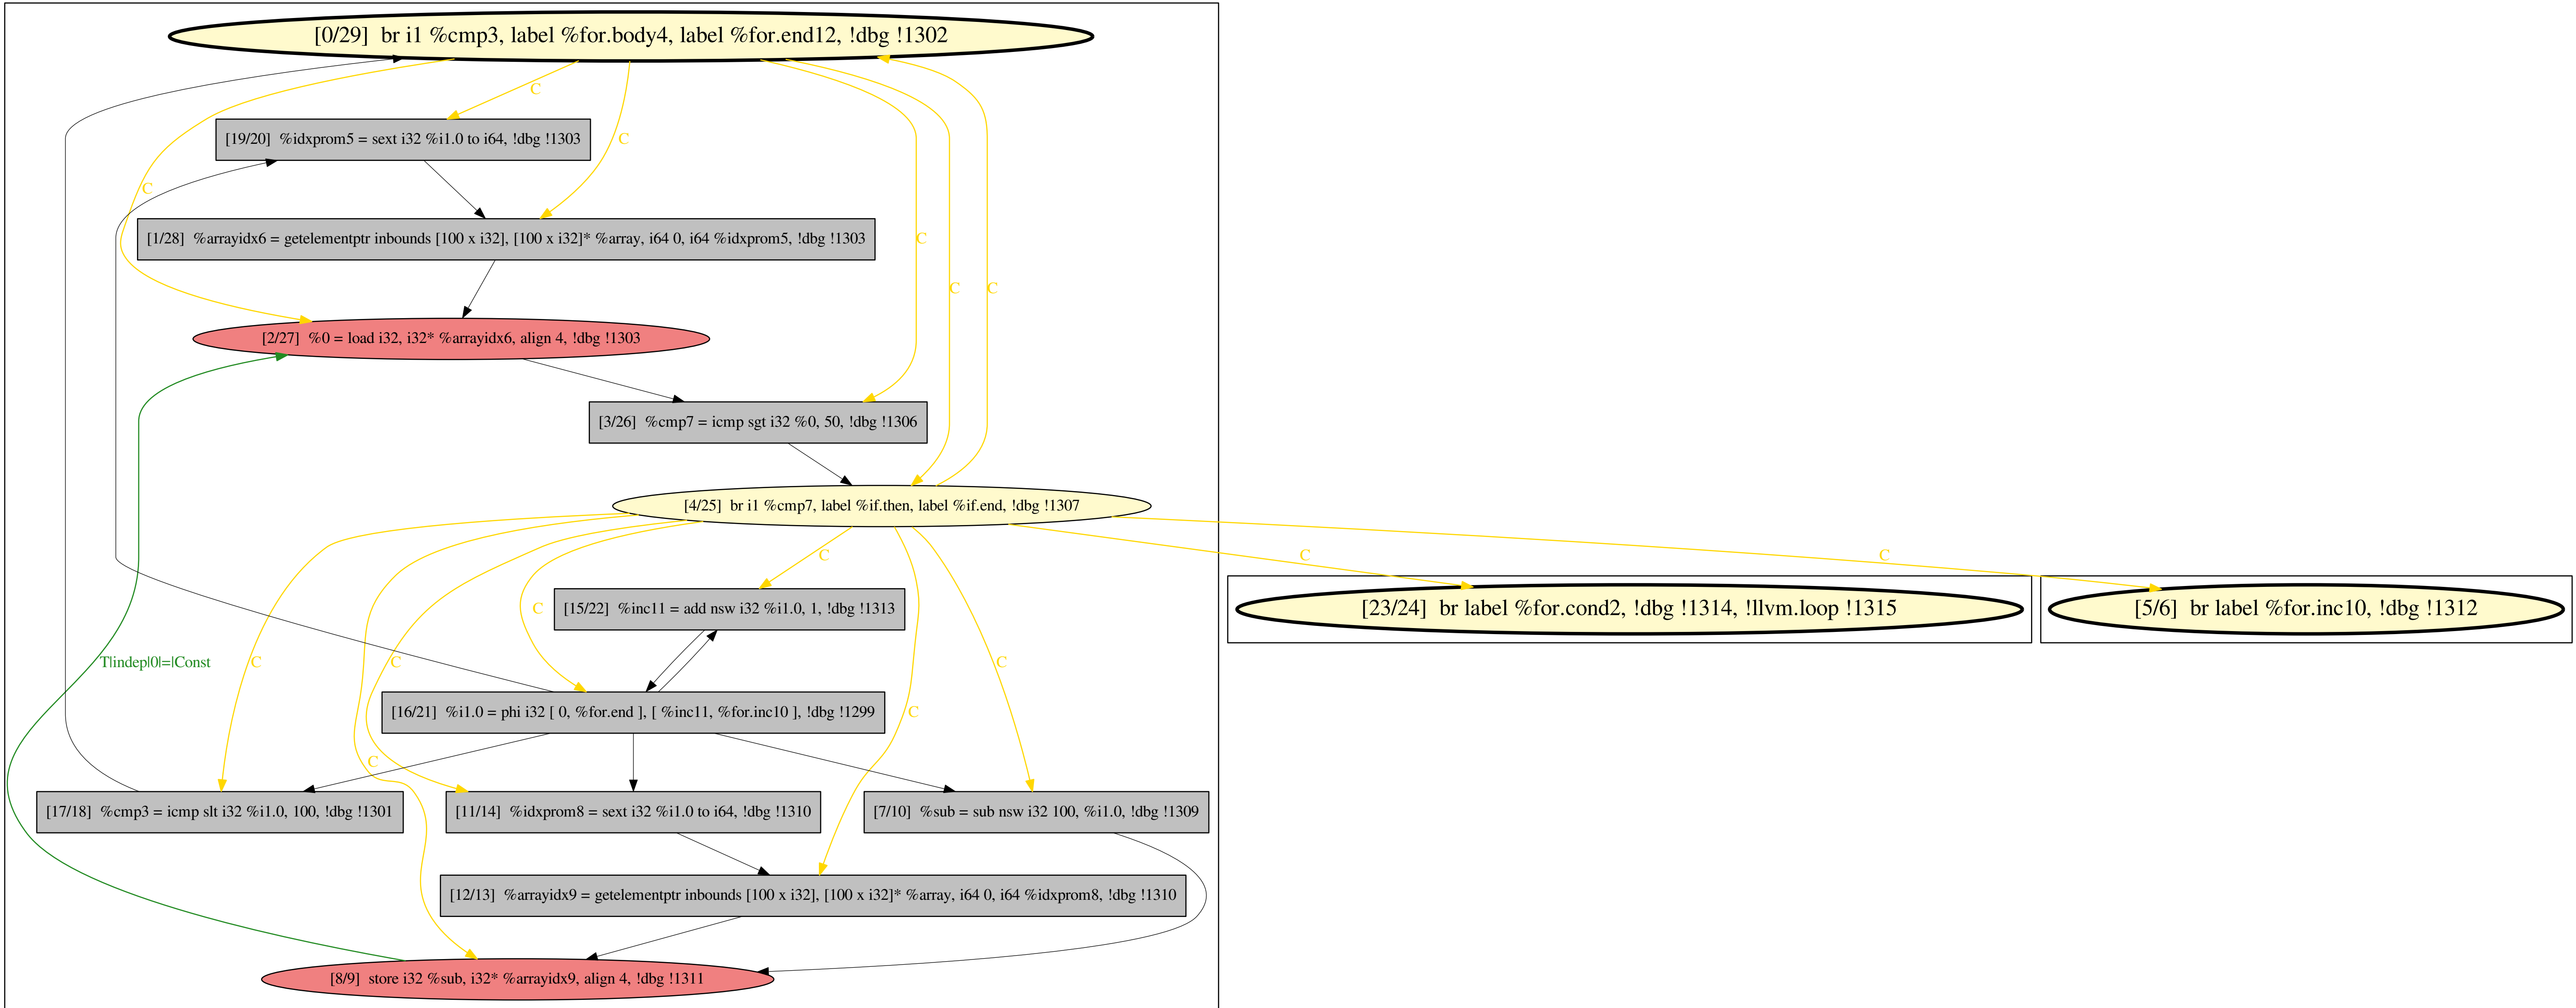 [0/29]  br i1 %cmp3, label %for.body4, label %for.end12, !dbg !1302
C
[19/20]  %idxprom5 = sext i32 %i1.0 to i64, !dbg !1303
C
C
[1/28]  %arrayidx6 = getelementptr inbounds [100 x i32], [100 x i32]* %array, i64 0, i64 %idxprom5, !dbg !1303
C
C
C
[2/27]  %0 = load i32, i32* %arrayidx6, align 4, !dbg !1303
[3/26]  %cmp7 = icmp sgt i32 %0, 50, !dbg !1306
[4/25]  br i1 %cmp7, label %if.then, label %if.end, !dbg !1307
C
C
C
C
[15/22]  %inc11 = add nsw i32 %i1.0, 1, !dbg !1313
[23/24]  br label %for.cond2, !dbg !1314, !llvm.loop !1315
[5/6]  br label %for.inc10, !dbg !1312
T|indep|0|=|Const
C
C
C
[16/21]  %i1.0 = phi i32 [ 0, %for.end ], [ %inc11, %for.inc10 ], !dbg !1299
C
C
[17/18]  %cmp3 = icmp slt i32 %i1.0, 100, !dbg !1301
[11/14]  %idxprom8 = sext i32 %i1.0 to i64, !dbg !1310
[7/10]  %sub = sub nsw i32 100, %i1.0, !dbg !1309
[12/13]  %arrayidx9 = getelementptr inbounds [100 x i32], [100 x i32]* %array, i64 0, i64 %idxprom8, !dbg !1310
[8/9]  store i32 %sub, i32* %arrayidx9, align 4, !dbg !1311